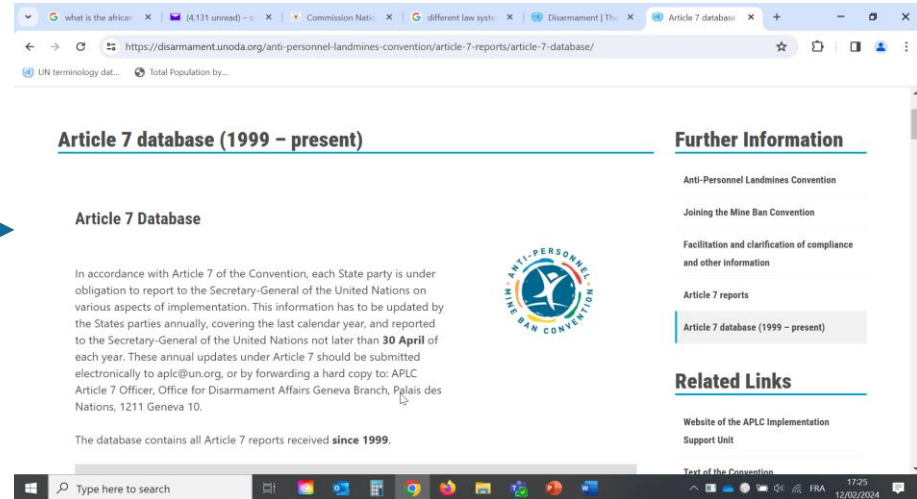 what is the african
(4,131 unread) – s
Commission Natio
different law syste
Disarmament | The
Article 7 database
https://disarmament.unoda.org/anti-personnel-landmines-convention/article-7-reports/article-7-database/
UN terminology dat...
Total Population by...
Article 7 database (1999 – present)
Article 7 Database
In accordance with Article 7 of the Convention, each State party is under
obligation to report to the Secretary-General of the United Nations on
various aspects of implementation. This information has to be updated by
the States parties annually, covering the last calendar year, and reported
to the Secretary-General of the United Nations not later than 30 April of
each year. These annual updates under Article 7 should be submitted
electronically to aplc@un.org, or by forwarding a hard copy to: APLC
Article 7 Officer, Office for Disarmament Affairs Geneva Branch, Palais des
Nations, 1211 Geneva 10.
The database contains all Article 7 reports received since 1999.
ANTI-PERSONNEL
MINE BAN CONVENTION
Further Information
Anti-Personnel Landmines Convention
Joining the Mine Ban Convention
Facilitation and clarification of compliance
and other information
Article 7 reports
Article 7 database (1999 – present)
Related Links
Website of the APLC Implementation
Support Unit
Text of the Convention
Type here to search
FRA
17:25
12/02/2024